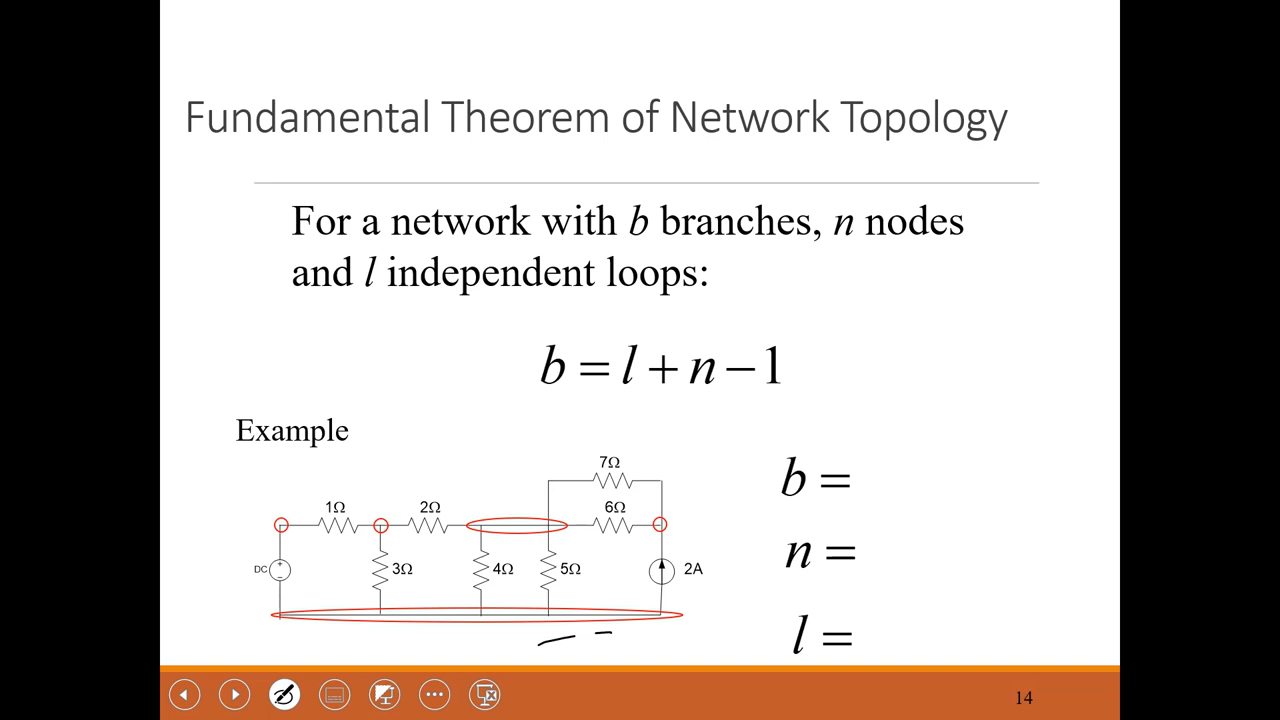 Fundamental Theorem of Network Topology
For a network with b branches, n nodes
and l independent loops:
b = l + n − 1
Example
7Ω
1Ω 2Ω 6Ω
DC + − 3Ω 4Ω 5Ω 2A
b =
n =
l =
14